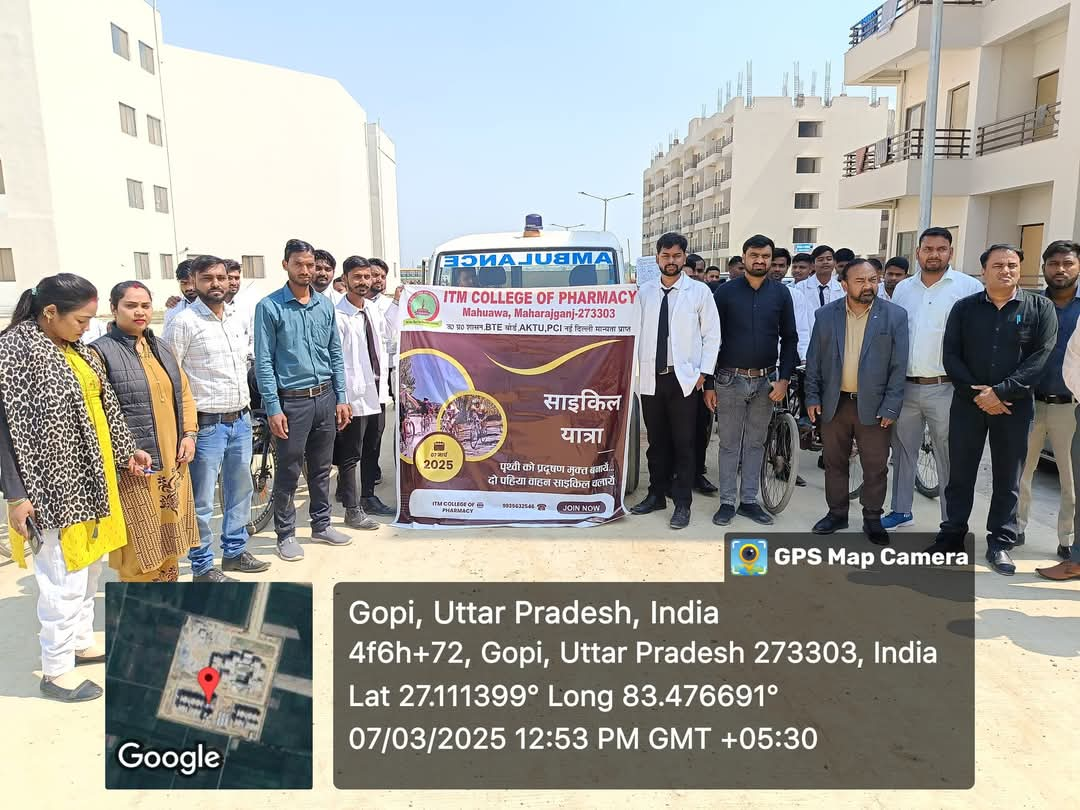 AMBULANCE
ITM COLLEGE OF PHARMACY
Mahuawa, Maharajganj-273303
उ० प्र० शासन,BTE बोर्ड,AKTU,PCI नई दिल्ली मान्यता प्राप्त
साइकिल
यात्रा
07 मार्च
2025
पृथ्वी को प्रदूषण मुक्त बनायें...
दो पहिया वाहन साइकिल चलायें
ITM COLLEGE OF
PHARMACY
9935632546
JOIN NOW
GPS Map Camera
Gopi, Uttar Pradesh, India
4f6h+72, Gopi, Uttar Pradesh 273303, India
Lat 27.111399° Long 83.476691°
07/03/2025 12:53 PM GMT +05:30
Google